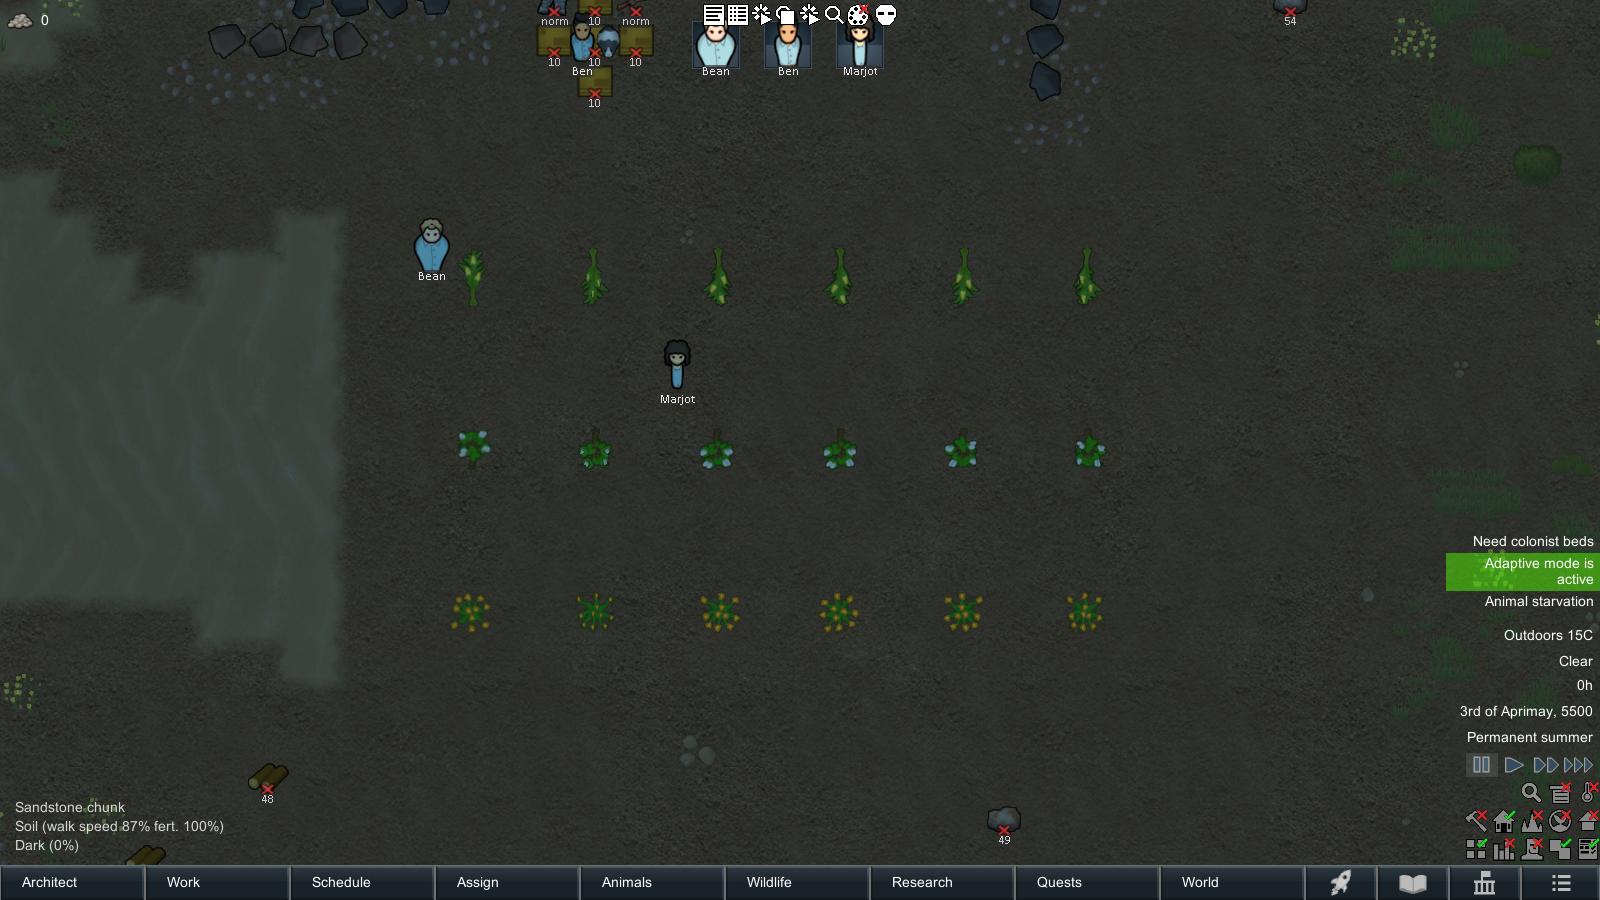 0
norm
10
norm
10
10
10
Ben
10
Bean
Ben
Marjot
54
Bean
Marjot
Need colonist beds
Adaptive mode is
active
Animal starvation
Outdoors 15C
Clear
0h
3rd of Aprimay, 5500
Permanent summer
48
49
Sandstone chunk
Soil (walk speed 87% fert. 100%)
Dark (0%)
Architect
Work
Schedule
Assign
Animals
Wildlife
Research
Quests
World